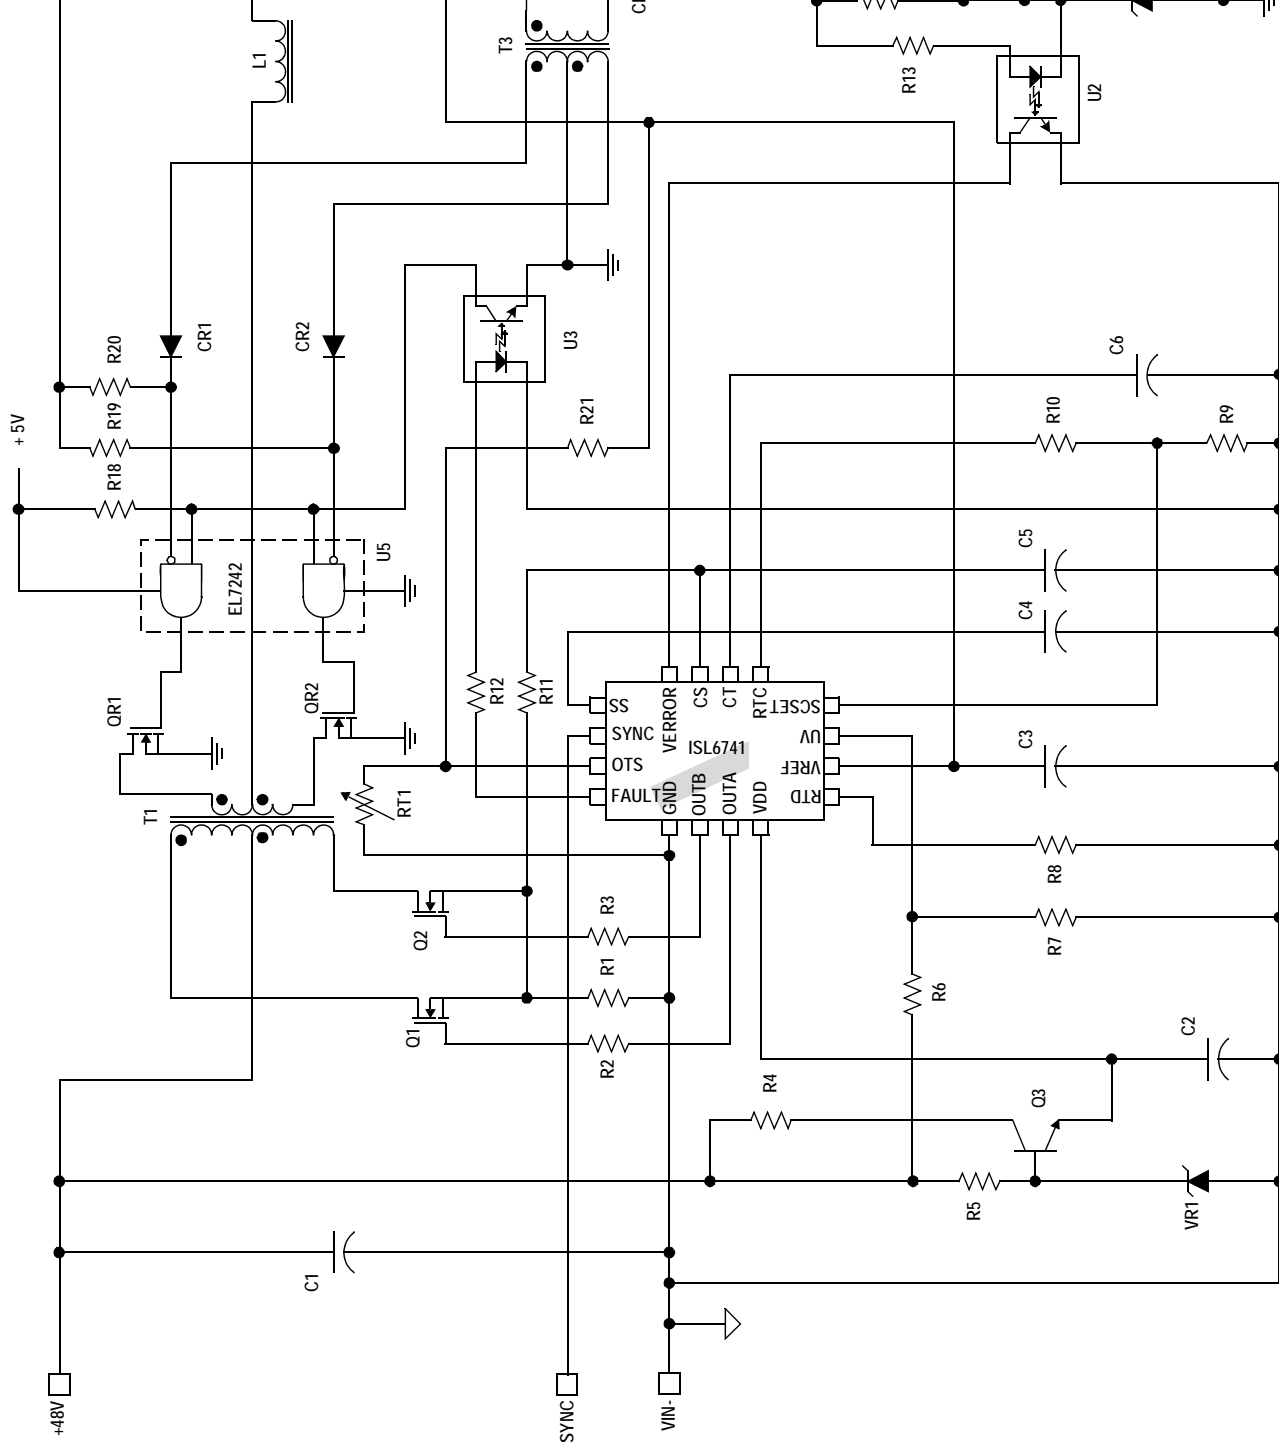 L1
T3
R13
U2
+ 5V
R20
R19
R18
CR1
CR2
U3
R21
C6
R10
R9
EL7242
U5
C5
C4
QR1
QR2
R12
R11
SS
SYNC
OTS
FAULT
VERROR
CS
CT
RTC
ISL6741
SCSET
UV
VREF
RTD
GND
OUTB
OUTA
VDD
C3
T1
RT1
Q2
R3
R8
R1
R7
Q1
R2
R6
C2
R4
Q3
R5
VR1
C1
+48V
SYNC
VIN-